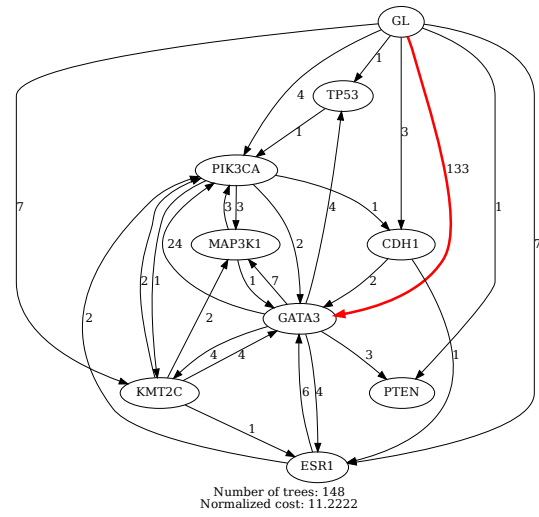 GL
1
TP53
4
1
3
133
PIK3CA
1
7
3 3
1
7
24
4
MAP3K1
2
CDH1
2 1
1
7
2
GATA3
2
2
4
4
3
1
KMT2C
PTEN
6 4
1
ESR1
Number of trees: 148
Normalized cost: 11.2222